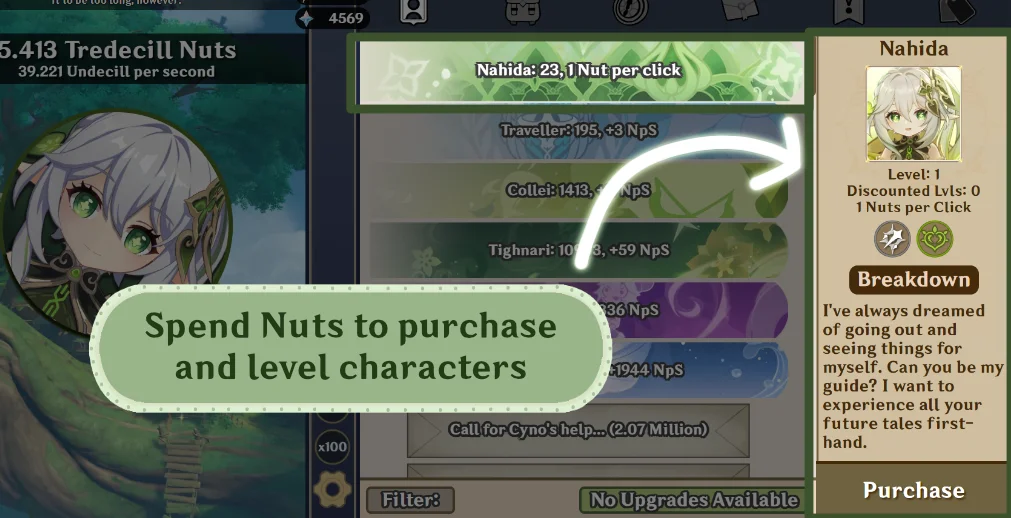 4569
5.413 Tredecill Nuts
39.221 Undecill per second
Nahida: 23, 1 Nut per click
Traveller: 195, +3 NpS
Collei: 1413, NpS
Tighnari: +59 NpS
NpS
1944 NpS
Call for Cyno's help... (2.07 Million)
x100
Filter:
No Upgrades Available
Spend Nuts to purchase
and level characters
Nahida
Level: 1
Discounted Lvls: 0
1 Nuts per Click
Breakdown
I've always dreamed
of going out and
seeing things for
myself. Can you be my
guide? I want to
experience all your
future tales first-
hand.
Purchase